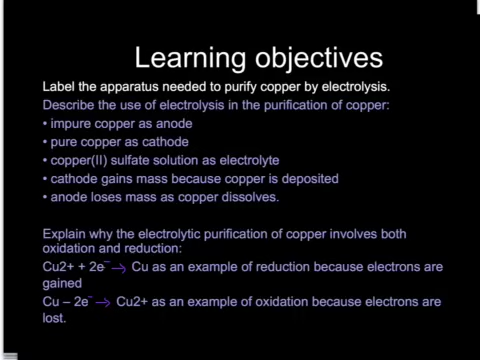 Learning objectives
Label the apparatus needed to purify copper by electrolysis.
Describe the use of electrolysis in the purification of copper:
• impure copper as anode
• pure copper as cathode
• copper(II) sulfate solution as electrolyte
• cathode gains mass because copper is deposited
• anode loses mass as copper dissolves.
Explain why the electrolytic purification of copper involves both
oxidation and reduction:
Cu2+ + 2e⁻ → Cu as an example of reduction because electrons are
gained
Cu – 2e⁻ → Cu2+ as an example of oxidation because electrons are
lost.